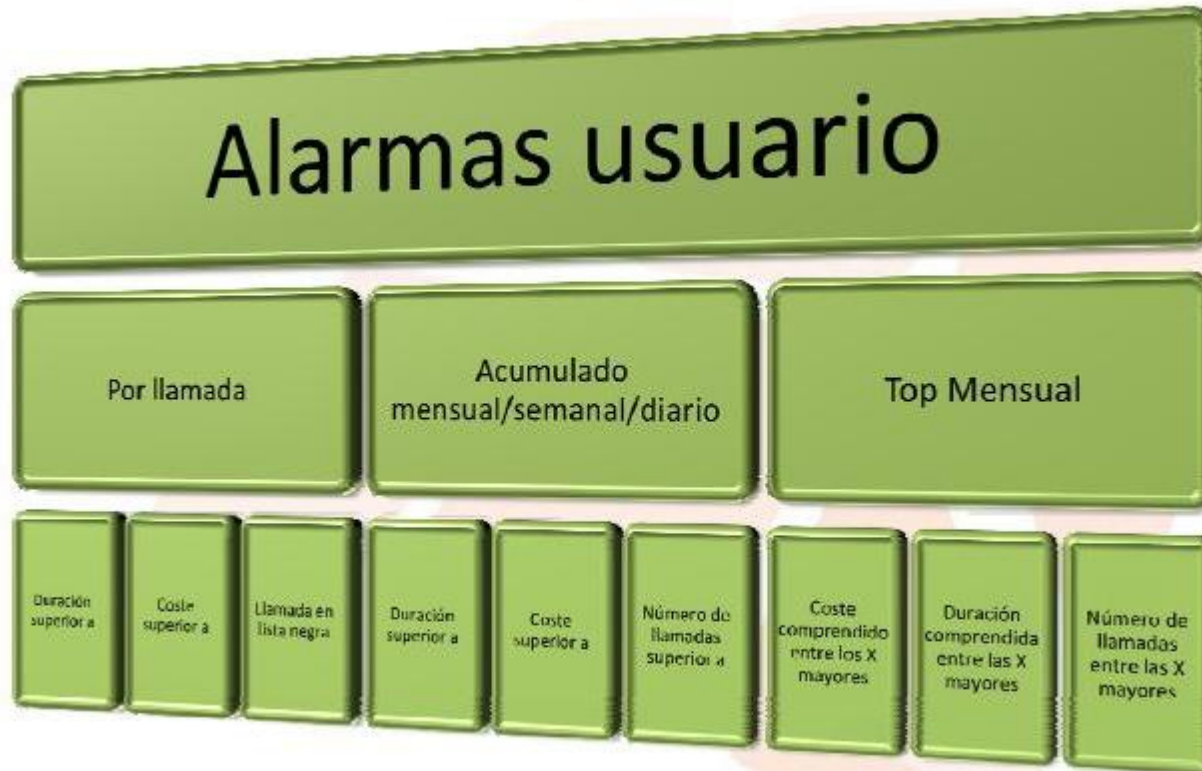 Alarmas usuario
Por llamada
Acumulado
mensual/semanal/diario
Top Mensual
Duración
superior a
Coste
superior a
Llamada en
lista negra
Duración
superior a
Coste
superior a
Número de
llamadas
superior a
Coste
comprendido
entre los X
mayores
Duración
comprendida
entre las X
mayores
Número de
llamadas
entre las X
mayores